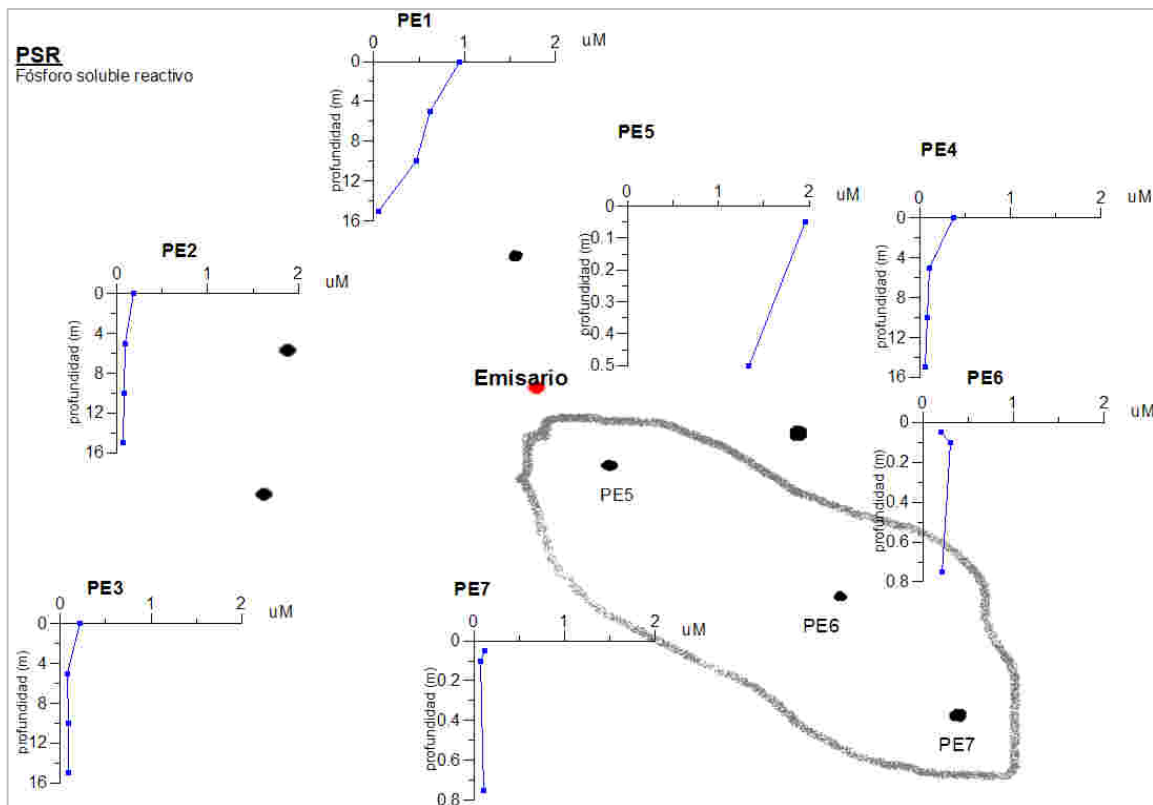 PSR
Fósforo soluble reactivo
PE1
0 1 2 uM
profundidad (m)
0
4
8
12
16
PE5
0 1 2 uM
profundidad (m)
0
0.1
0.2
0.3
0.4
0.5
PE4
0 1 2 uM
profundidad (m)
0
4
8
12
16
PE2
0 1 2 uM
profundidad (m)
0
4
8
12
16
Emisario
PE6
0 1 2 uM
profundidad (m)
0
0.2
0.4
0.6
0.8
PE5
PE3
0 1 2 uM
profundidad (m)
0
4
8
12
16
PE7
0 1 2 uM
profundidad (m)
0
0.2
0.4
0.6
0.8
PE6
PE7